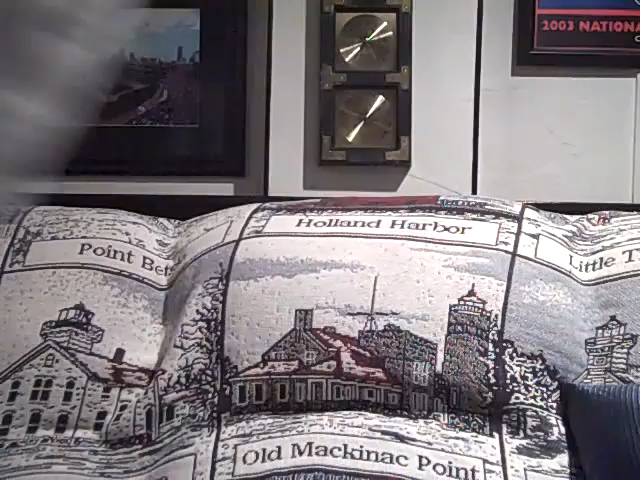 2003 NATIONA
Holland Harbor
Point Bet
Little T
Old Mackinac Point